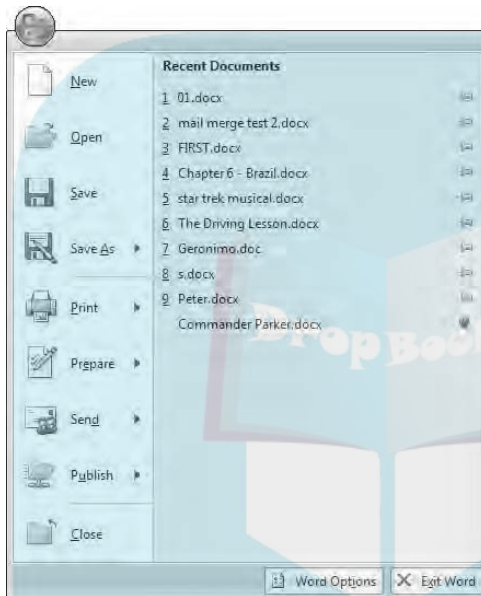 New
Open
Save
Save As
Print
Prepare
Send
Publish
Close
Recent Documents
1 01.docx
2 mail merge test 2.docx
3 FIRST.docx
4 Chapter 6 - Brazil.docx
5 star trek musical.docx
6 The Driving Lesson.docx
7 Geronimo.doc
8 s.docx
9 Peter.docx
Commander Parker.docx
DropBoo
Word Options
Exit Word